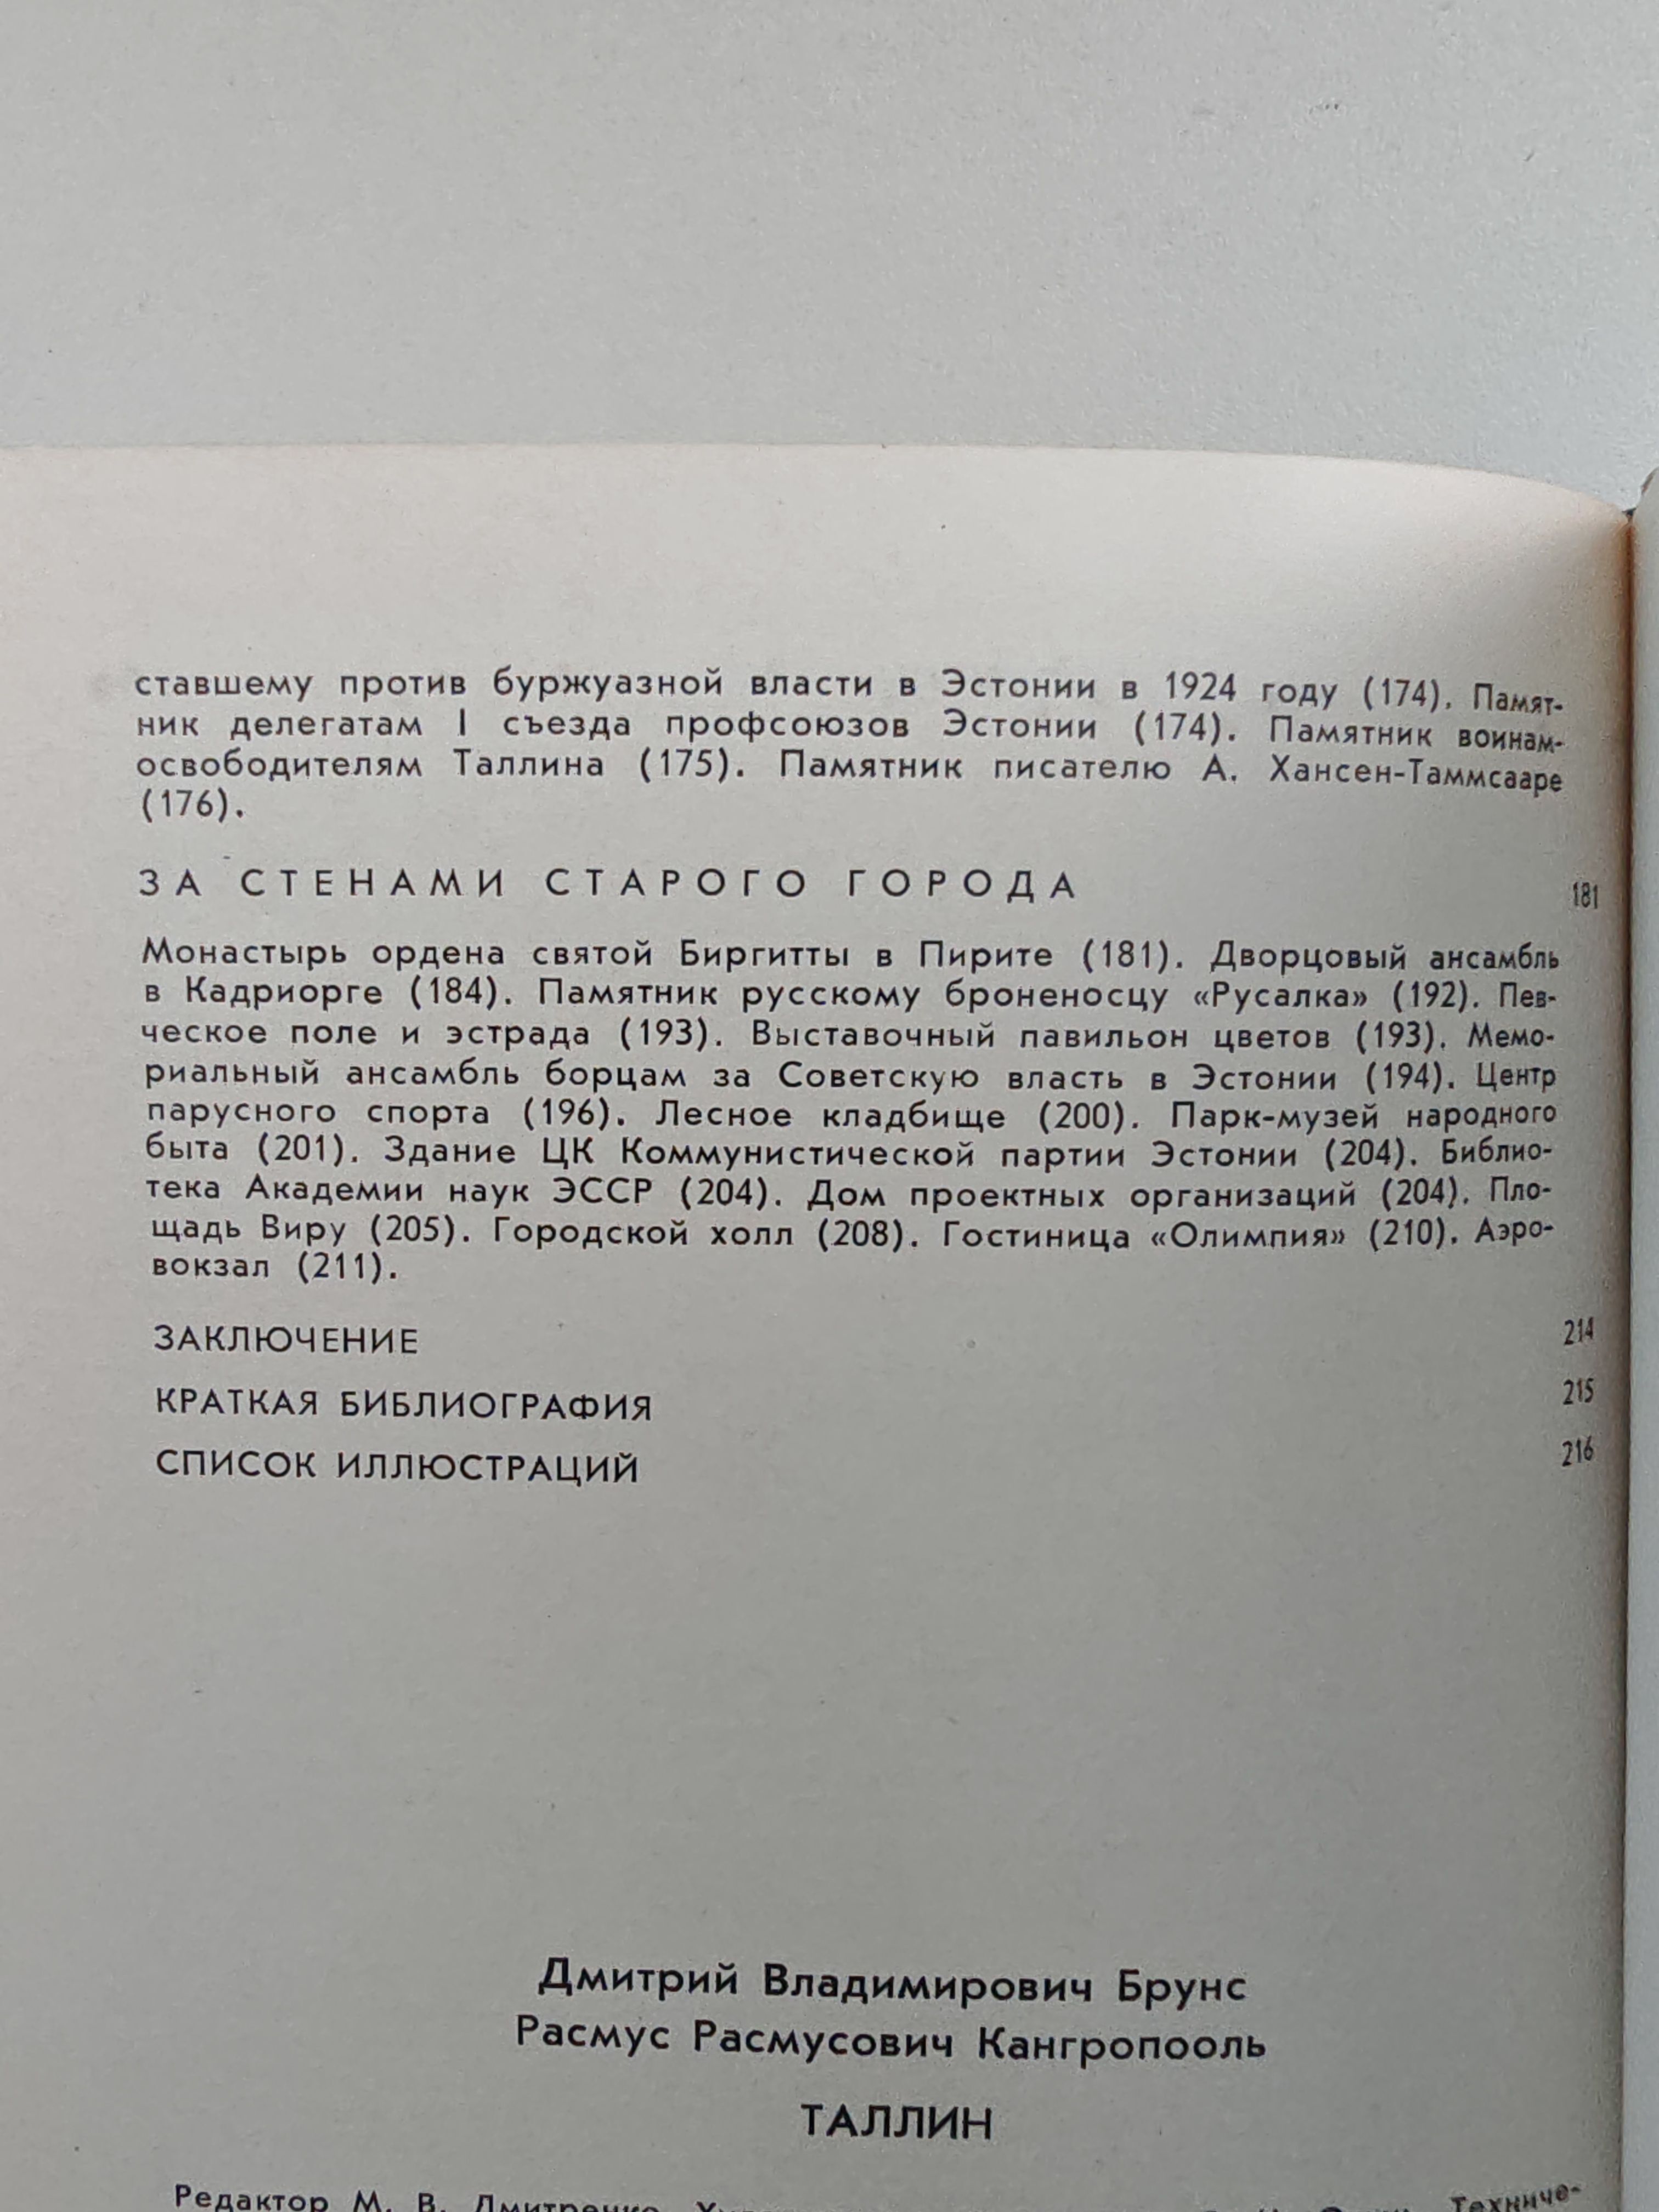 ставшему против буржуазной власти в Эстонии в 1924 году (174). Памят-
ник делегатам I съезда профсоюзов Эстонии (174). Памятник воинам-
освободителям Таллина (175). Памятник писателю А. Хансен-Таммсааре
(176).
ЗА СТЕНАМИ СТАРОГО ГОРОДА 181
Монастырь ордена святой Биргитты в Пирите (181). Дворцовый ансамбль
в Кадриорге (184). Памятник русскому броненосцу «Русалка» (192). Пев-
ческое поле и эстрада (193). Выставочный павильон цветов (193). Мемо-
риальный ансамбль борцам за Советскую власть в Эстонии (194). Центр
парусного спорта (196). Лесное кладбище (200). Парк-музей народного
быта (201). Здание ЦК Коммунистической партии Эстонии (204). Библио-
тека Академии наук ЭССР (204). Дом проектных организаций (204). Пло-
щадь Виру (205). Городской холл (208). Гостиница «Олимпия» (210). Аэро-
вокзал (211).
ЗАКЛЮЧЕНИЕ 214
КРАТКАЯ БИБЛИОГРАФИЯ 215
СПИСОК ИЛЛЮСТРАЦИЙ 216
Дмитрий Владимирович Брунс
Расмус Расмусович Кангропооль
ТАЛЛИН
Редактор М. В. Дмитренко. Техниче-